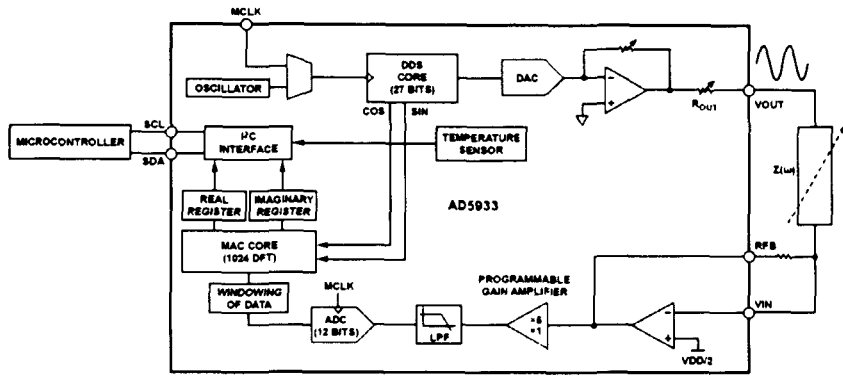 MCLK
DDS
CORE
(27 BITS)
DAC
OSCILLATOR
COS
SIN
ROUT
VOUT
SCL
MICROCONTROLLER
I²C
INTERFACE
TEMPERATURE
SENSOR
SDA
Z(ω)
REAL
REGISTER
IMAGINARY
REGISTER
AD5933
MAC CORE
(1024 DFT)
RFB
PROGRAMMABLE
GAIN AMPLIFIER
WINDOWING
OF DATA
MCLK
VIN
ADC
(12 BITS)
LPF
×5
×1
VDD/2